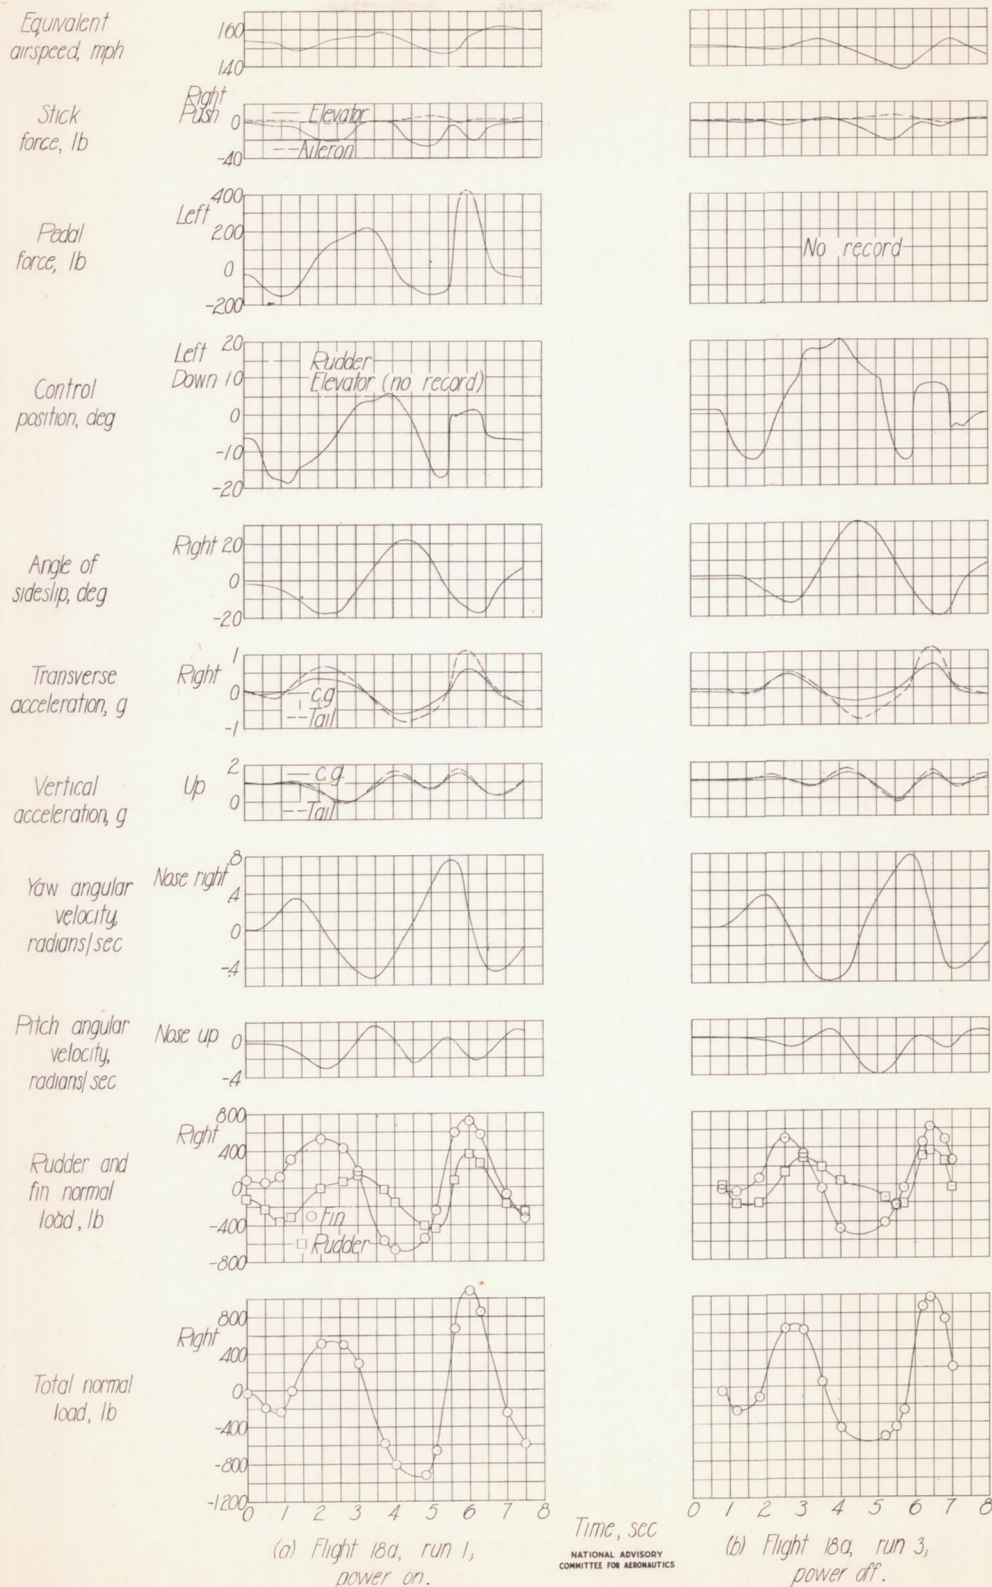 Equivalent
airspeed, mph
160
140
Stick
force, lb
Right
Push
0
-40
Elevator
Aileron
Pedal
force, lb
Left
400
200
0
-200
No record
Control
position, deg
Left
Down
20
10
0
-10
-20
Rudder
Elevator (no record)
Angle of
sideslip, deg
Right
20
0
-20
Transverse
acceleration, g
Right
1
0
-1
c.g
Tail
Vertical
acceleration, g
Up
2
0
c.g.
Tail
Yaw angular
velocity,
radians/sec
Nose right
.8
.4
0
-.4
Pitch angular
velocity,
radians/sec
Nose up
0
-.4
Rudder and
fin normal
load, lb
Right
800
400
0
-400
-800
Fin
Rudder
Total normal
load, lb
Right
800
400
0
-400
-800
-1200
0 1 2 3 4 5 6 7 8
0 1 2 3 4 5 6 7 8
Time, sec
(a) Flight 18a, run 1,
power on.
NATIONAL ADVISORY
COMMITTEE FOR AERONAUTICS
(b) Flight 18a, run 3,
power off.